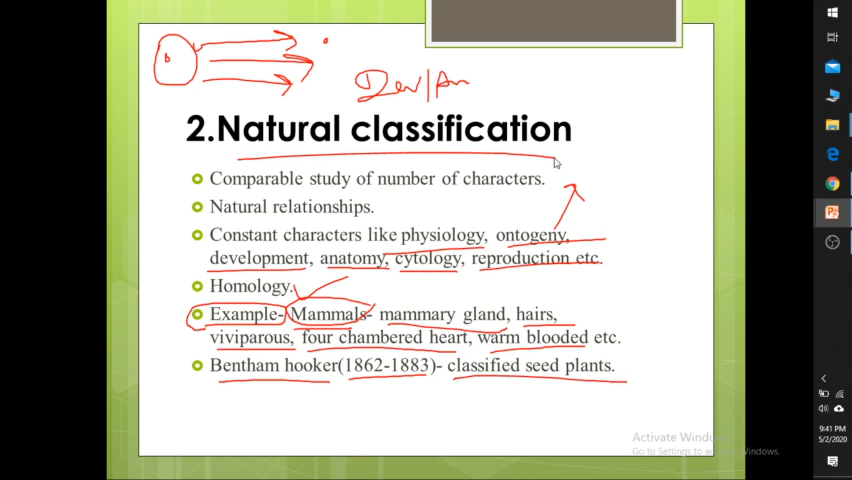 Dev/An
2.Natural classification
Comparable study of number of characters.
Natural relationships.
Constant characters like physiology, ontogeny,
development, anatomy, cytology, reproduction etc.
Homology.
Example- Mammals- mammary gland, hairs,
viviparous, four chambered heart, warm blooded etc.
Bentham hooker(1862-1883)- classified seed plants.
Activate Windows
Go to Settings to activate Windows.
9:41 PM
5/2/2020